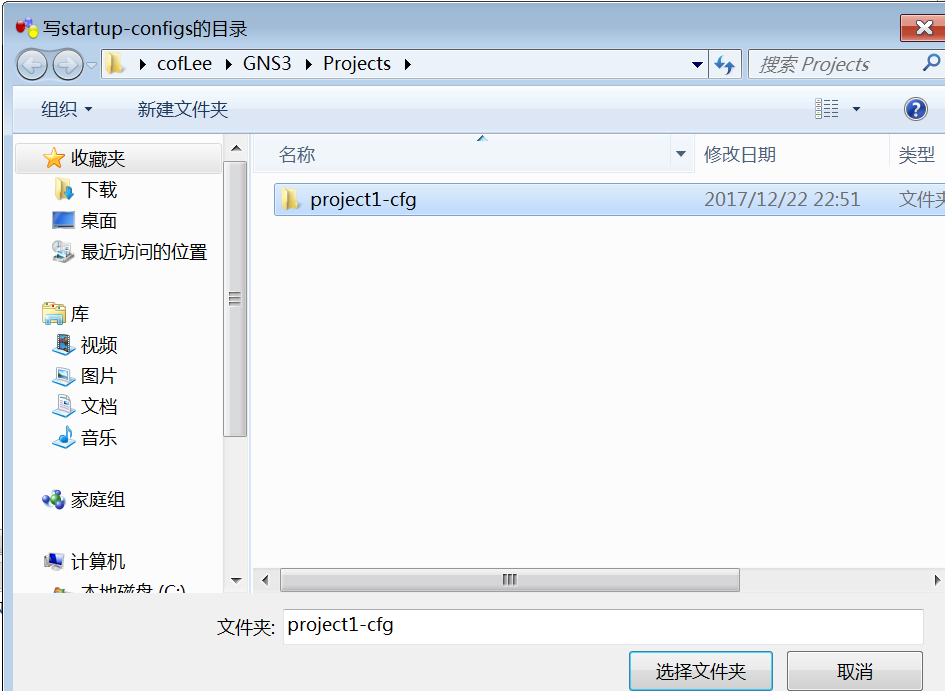 写startup-configs的目录
cofLee GNS3 Projects
搜索 Projects
组织 新建文件夹
名称 修改日期 类型
收藏夹
下载
桌面
最近访问的位置
库
视频
图片
文档
音乐
家庭组
计算机
本地磁盘 (C:)
project1-cfg 2017/12/22 22:51 文件夹
文件夹: project1-cfg
选择文件夹 取消